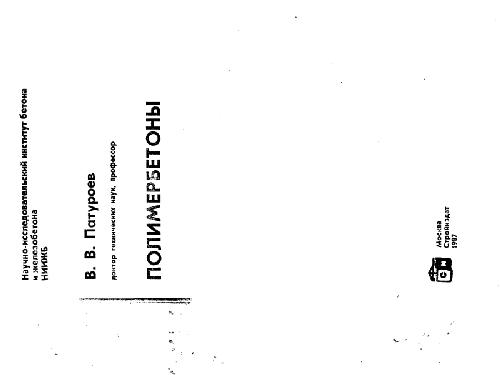 Научно-исследовательский институт бетона
и железобетона
НИИЖБ
В. В. Патуроев
доктор технических наук, профессор
ПОЛИМЕРБЕТОНЫ
Москва
Стройиздат
1987